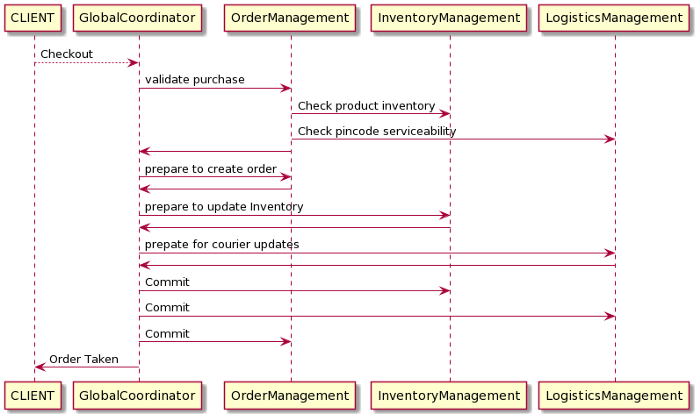 CLIENT GlobalCoordinator OrderManagement InventoryManagement LogisticsManagement
Checkout
validate purchase
Check product inventory
Check pincode serviceability
prepare to create order
prepare to update Inventory
prepate for courier updates
Commit
Commit
Commit
Order Taken
CLIENT GlobalCoordinator OrderManagement InventoryManagement LogisticsManagement